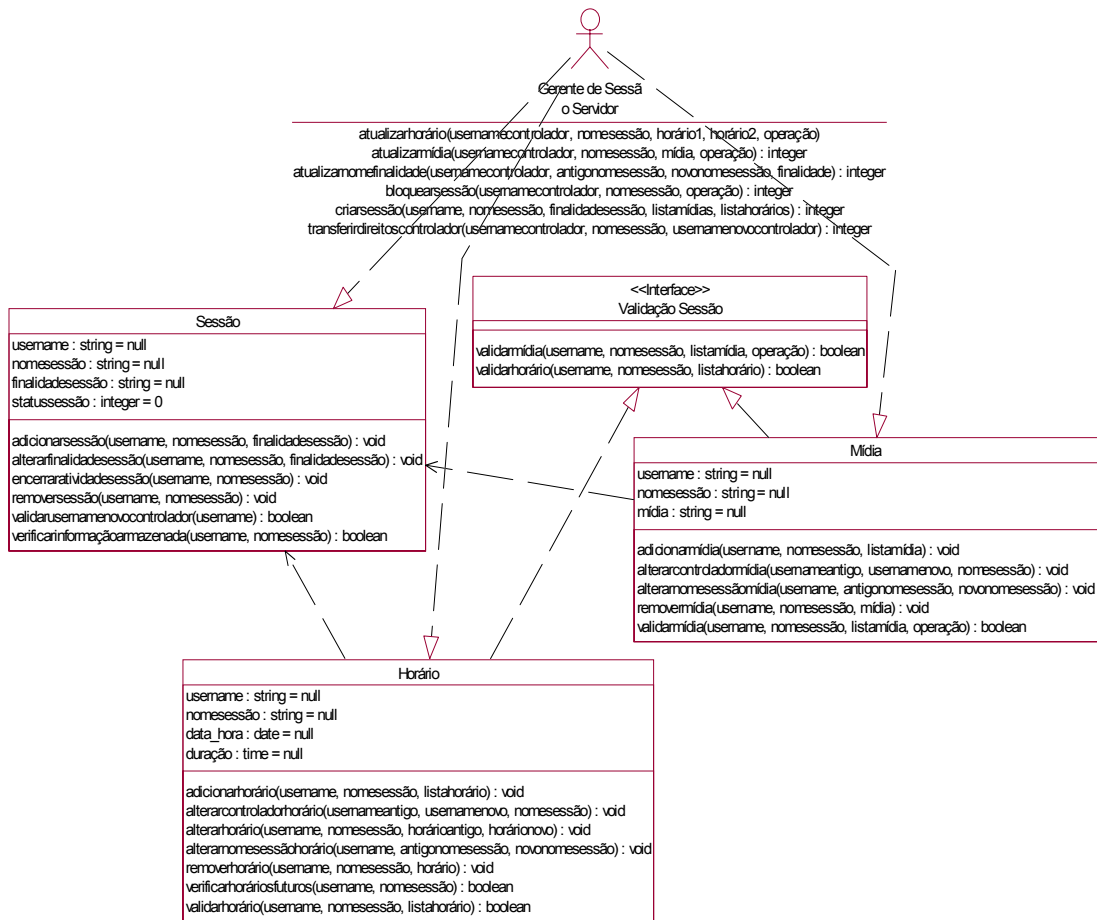 Gerente de Sessã
o Servidor
atualizarhorário(usernamecontrolador, nomesessão, horário1, horário2, operação)
atualizarmídia(usernamecontrolador, nomesessão, mídia, operação) : integer
atualizarnomefinalidade(usernamecontrolador, antigonomesessão, novonomesessão, finalidade) : integer
bloquearsessão(usernamecontrolador, nomesessão, operação) : integer
criarsessão(username, nomesessão, finalidadesessão, listamídias, listahorários) : integer
transferirdireitoscontrolador(usernamecontrolador, nomesessão, usernamenovocontrolador) : integer
<<Interface>>
Validação Sessão
validarmídia(username, nomesessão, listamídia, operação) : boolean
validarhorário(username, nomesessão, listahorário) : boolean
Sessão
username : string = null
nomesessão : string = null
finalidadesessão : string = null
statussessão : integer = 0
adicionarsessão(username, nomesessão, finalidadesessão) : void
alterarfinalidadesessão(username, nomesessão, finalidadesessão) : void
encerraratividadesessão(username, nomesessão) : void
removersessão(username, nomesessão) : void
validarusernamenovocontrolador(username) : boolean
verificarinformaçãoarmazenada(username, nomesessão) : boolean
Mídia
username : string = null
nomesessão : string = null
mídia : string = null
adicionarmídia(username, nomesessão, listamídia) : void
alterarcontroladormídia(usernameantigo, usernamenovo, nomesessão) : void
alterarnomesessãomídia(username, antigonomesessão, novonomesessão) : void
removermídia(username, nomesessão, mídia) : void
validarmídia(username, nomesessão, listamídia, operação) : boolean
Horário
username : string = null
nomesessão : string = null
data_hora : date = null
duração : time = null
adicionarhorário(username, nomesessão, listahorário) : void
alterarcontroladorhorário(usernameantigo, usernamenovo, nomesessão) : void
alterarhorário(username, nomesessão, horárioantigo, horárionovo) : void
alterarnomesessãohorário(username, antigonomesessão, novonomesessão) : void
removerhorário(username, nomesessão, horário) : void
verificarhoráriosfuturos(username, nomesessão) : boolean
validarhorário(username, nomesessão, listahorário) : boolean